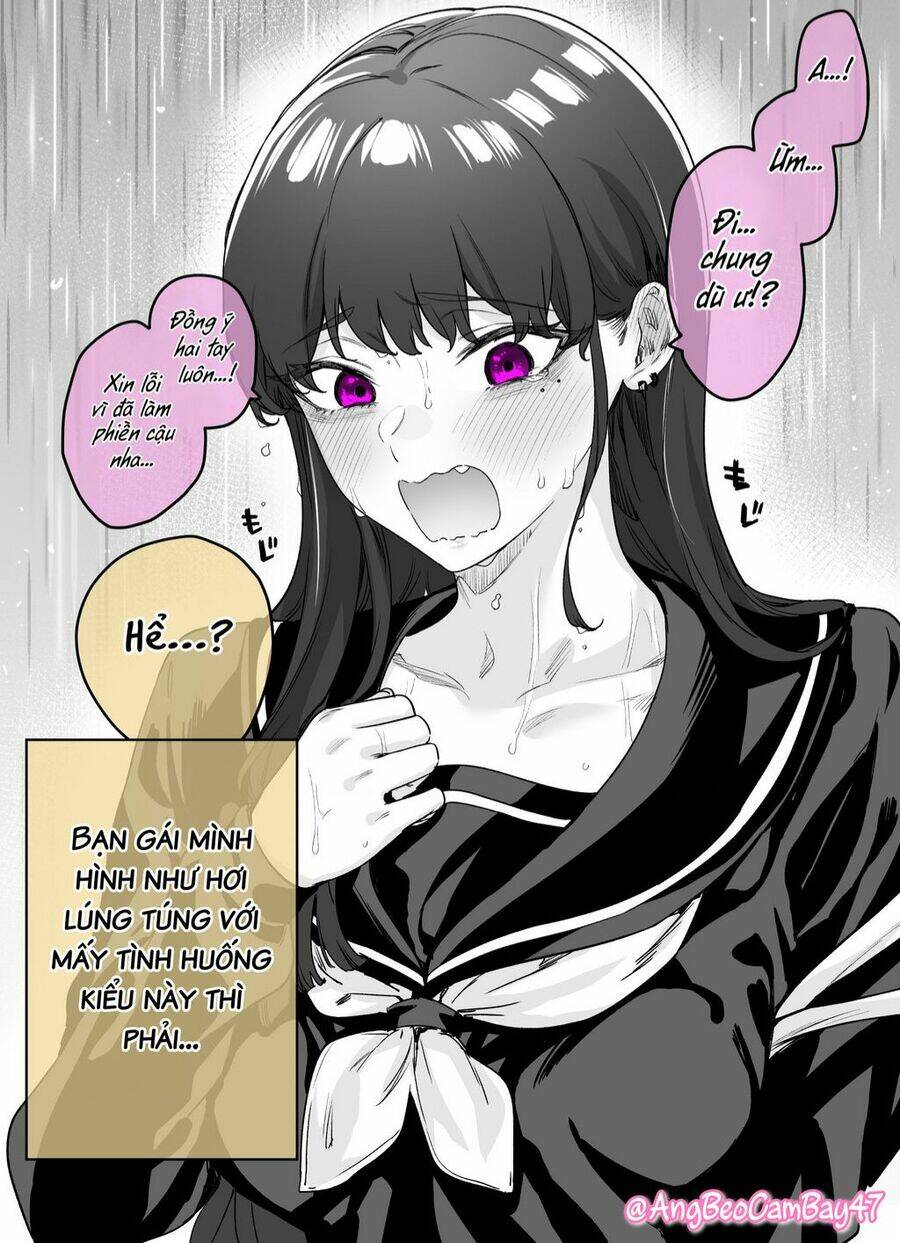 A...!
Ừm...
Đi...
chung
dù ư!?
Đồng ý
hai tay
luôn...!
Xin lỗi
vì đã làm
phiền cậu
nha...
もじ
もじ
Hể...?
BẠN GÁI MÌNH
HÌNH NHƯ HƠI
LÚNG TÚNG VỚI
MẤY TÌNH HUỐNG
KIỂU NÀY THÌ
PHẢI...
@AngBeoCamBay47